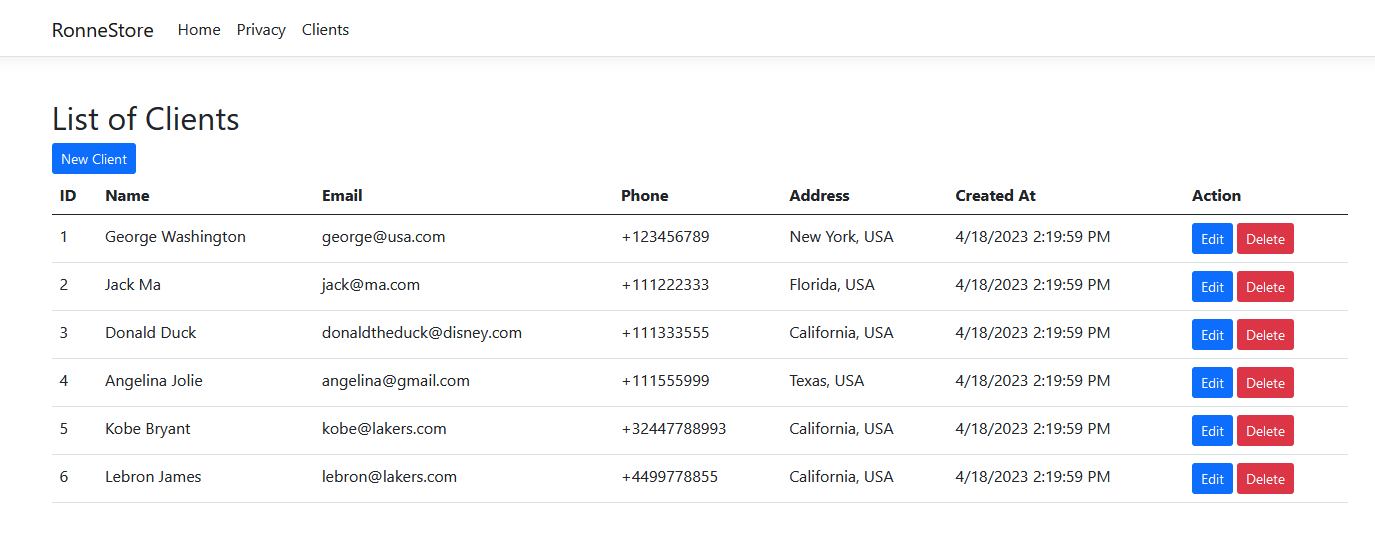 RonneStore Home Privacy Clients
List of Clients
New Client
ID Name Email Phone Address Created At Action
1 George Washington george@usa.com +123456789 New York, USA 4/18/2023 2:19:59 PM Edit Delete
2 Jack Ma jack@ma.com +111222333 Florida, USA 4/18/2023 2:19:59 PM Edit Delete
3 Donald Duck donaldtheduck@disney.com +111333555 California, USA 4/18/2023 2:19:59 PM Edit Delete
4 Angelina Jolie angelina@gmail.com +111555999 Texas, USA 4/18/2023 2:19:59 PM Edit Delete
5 Kobe Bryant kobe@lakers.com +32447788993 California, USA 4/18/2023 2:19:59 PM Edit Delete
6 Lebron James lebron@lakers.com +4499778855 California, USA 4/18/2023 2:19:59 PM Edit Delete